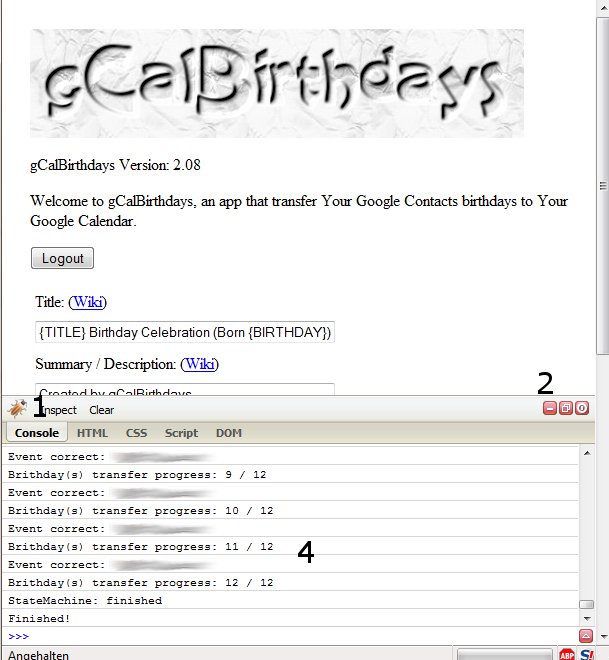 gCalBirthdays
gCalBirthdays Version: 2.08
Welcome to gCalBirthdays, an app that transfer Your Google Contacts birthdays to Your
Google Calendar.
Logout
Title: (Wiki)
{TITLE} Birthday Celebration (Born {BIRTHDAY})
Summary / Description: (Wiki)
Created by gCalBirthdays
2
1
Inspect Clear
Console HTML CSS Script DOM
Event correct:
Brithday(s) transfer progress: 9 / 12
Event correct:
Brithday(s) transfer progress: 10 / 12
Event correct:
Brithday(s) transfer progress: 11 / 12
4
Event correct:
Brithday(s) transfer progress: 12 / 12
StateMachine: finished
Finished!
>>>
Angehalten ABP S!